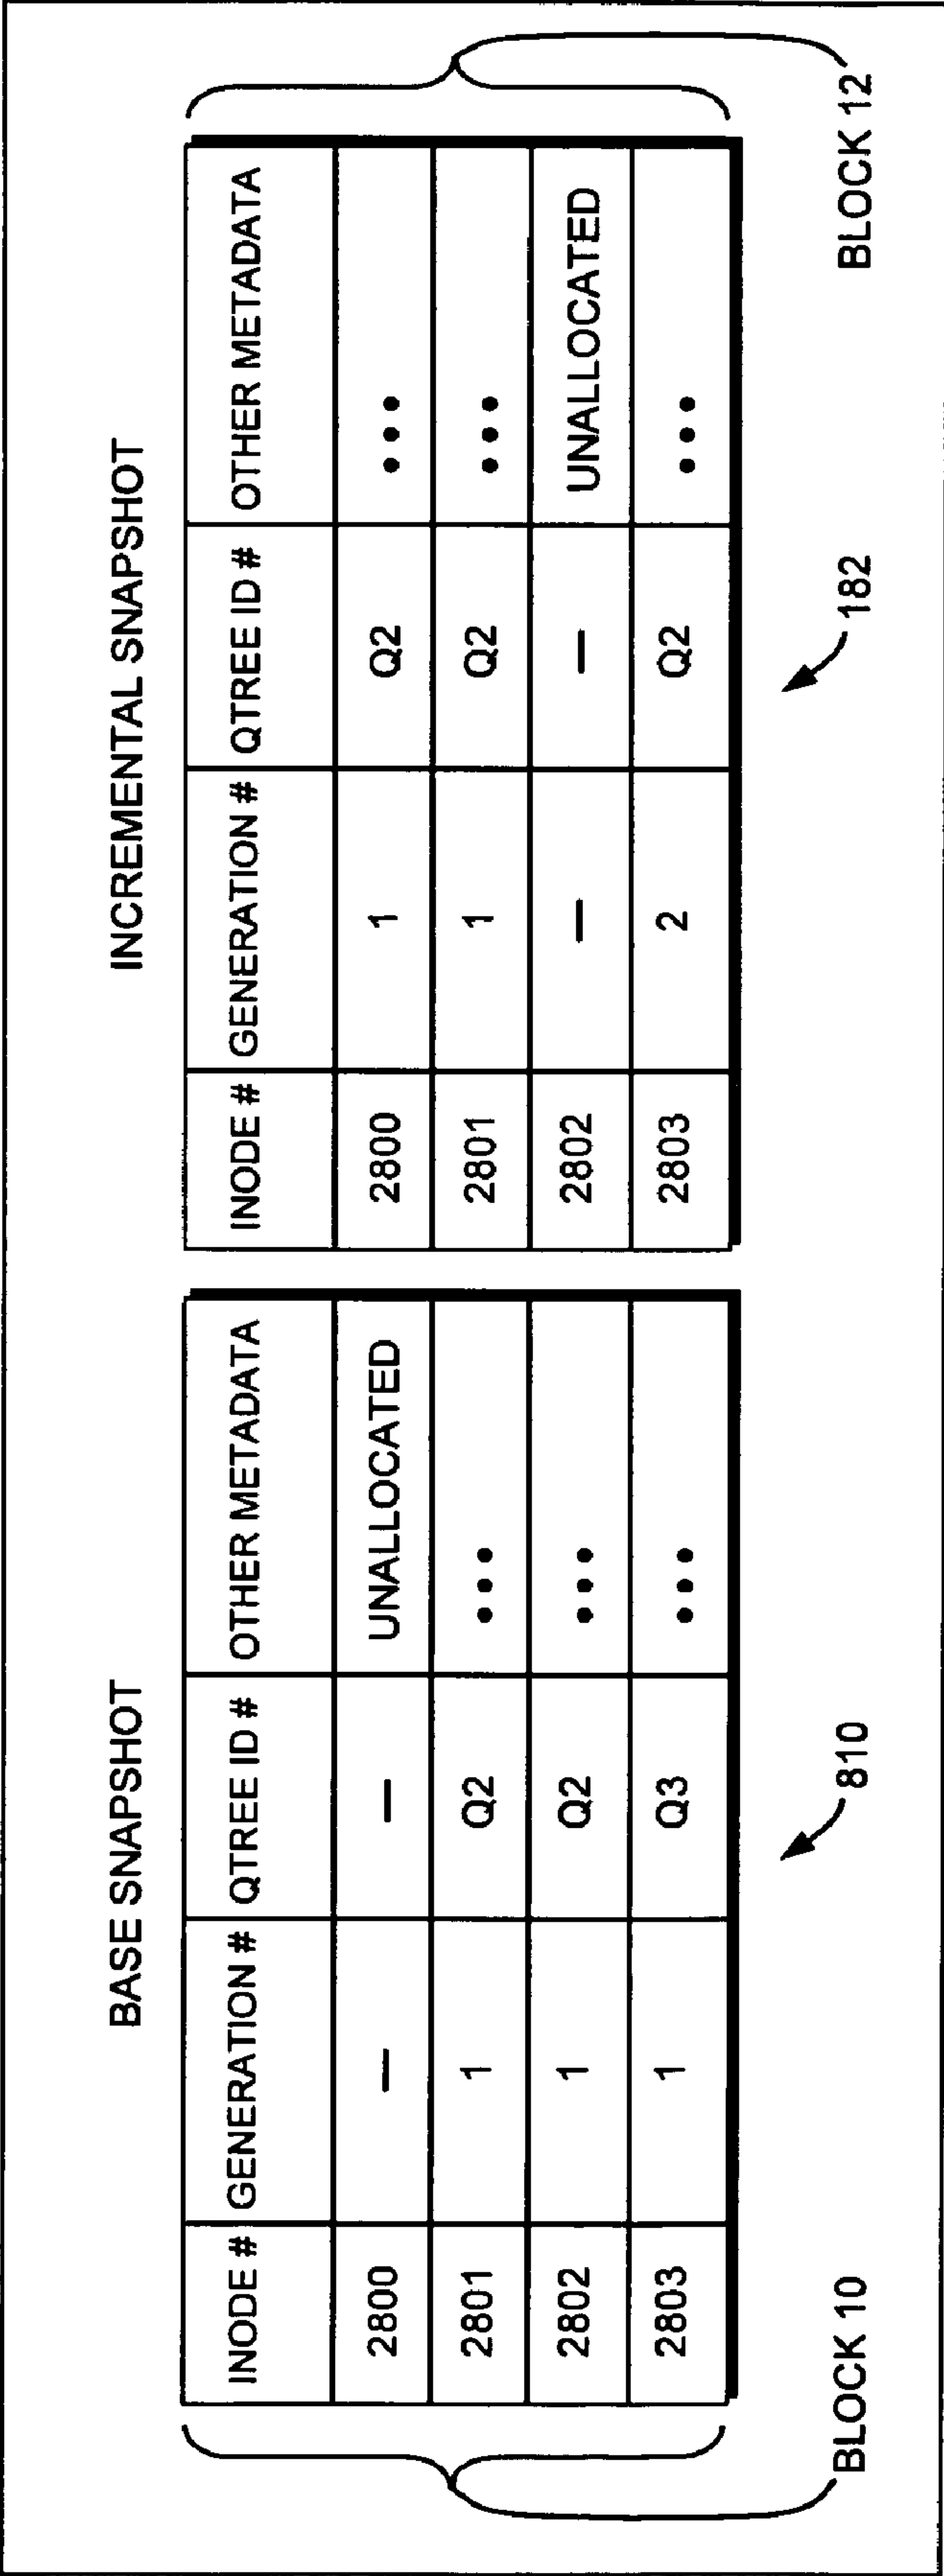 BASE SNAPSHOT
INODE # GENERATION # QTREE ID # OTHER METADATA
2800 — — UNALLOCATED
2801 1 Q2 •••
2802 1 Q2 •••
2803 1 Q3 •••
BLOCK 10
810
INCREMENTAL SNAPSHOT
INODE # GENERATION # QTREE ID # OTHER METADATA
2800 1 Q2 •••
2801 1 Q2 •••
2802 — — UNALLOCATED
2803 2 Q2 •••
182
BLOCK 12